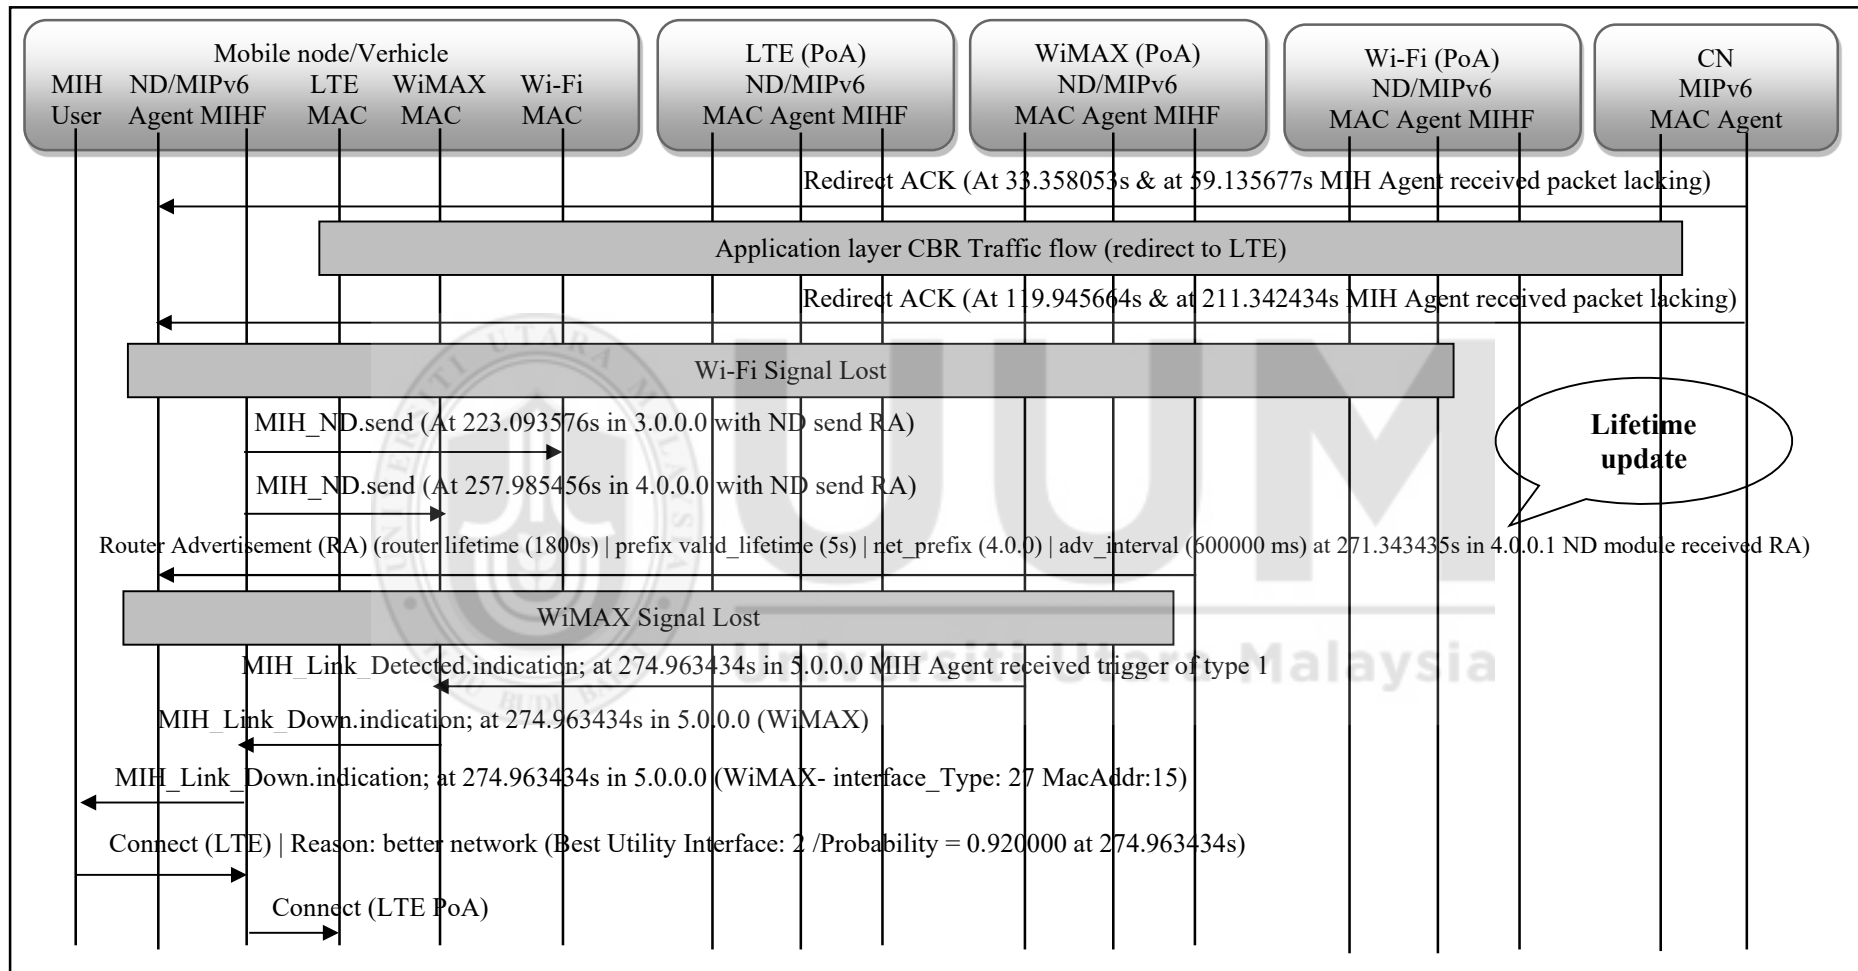 Mobile node/Verhicle
MIH ND/MIPv6 LTE WiMAX Wi-Fi
User Agent MIHF MAC MAC MAC
LTE (PoA)
ND/MIPv6
MAC Agent MIHF
WiMAX (PoA)
ND/MIPv6
MAC Agent MIHF
Wi-Fi (PoA)
ND/MIPv6
MAC Agent MIHF
CN
MIPv6
MAC Agent
Redirect ACK (At 33.358053s & at 59.135677s MIH Agent received packet lacking)
Application layer CBR Traffic flow (redirect to LTE)
Redirect ACK (At 119.945664s & at 211.342434s MIH Agent received packet lacking)
Wi-Fi Signal Lost
MIH_ND.send (At 223.093576s in 3.0.0.0 with ND send RA)
Lifetime
update
MIH_ND.send (At 257.985456s in 4.0.0.0 with ND send RA)
Router Advertisement (RA) (router lifetime (1800s) | prefix valid_lifetime (5s) | net_prefix (4.0.0) | adv_interval (600000 ms) at 271.343435s in 4.0.0.1 ND module received RA)
WiMAX Signal Lost
MIH_Link_Detected.indication; at 274.963434s in 5.0.0.0 MIH Agent received trigger of type 1
MIH_Link_Down.indication; at 274.963434s in 5.0.0.0 (WiMAX)
MIH_Link_Down.indication; at 274.963434s in 5.0.0.0 (WiMAX- interface_Type: 27 MacAddr:15)
Connect (LTE) | Reason: better network (Best Utility Interface: 2 /Probability = 0.920000 at 274.963434s)
Connect (LTE PoA)
UUM
Universiti Utara Malaysia
UNIVERSITI UTARA MALAYSIA
BUDI